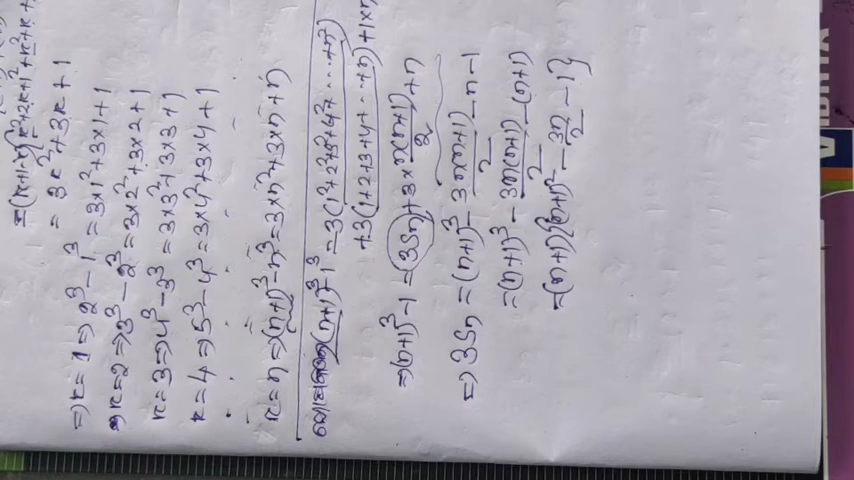 =(k+1-k){k²+2k+1+k²+k+k²
= 3k²+3k+1
⇒k=1⇒2³-1³ =3×1²+3×1+1
⇒k=2⇒3³-2³=3×2²+3×2+1
k=3⇒4³-3³ =3×3²+3×3+1
k=4⇒5³-4³=3×4²+3×4+1
k=n⇒(n+1)³-n³=3×n²+3×n+1
(n+1)³-1³ =3(1²+2²+3²+4²+...+n²)
+3(1+2+3+4+...+n)+1×n
⇒(n+1)³-1 =3Sn+3×n(n+1)/2+n
⇒3Sn=(n+1)³-3n(n+1)/2-n-1
=(n+1)³-3n(n+1)/2-(n+1)
=(n+1){(n+1)²-3n/2-1}